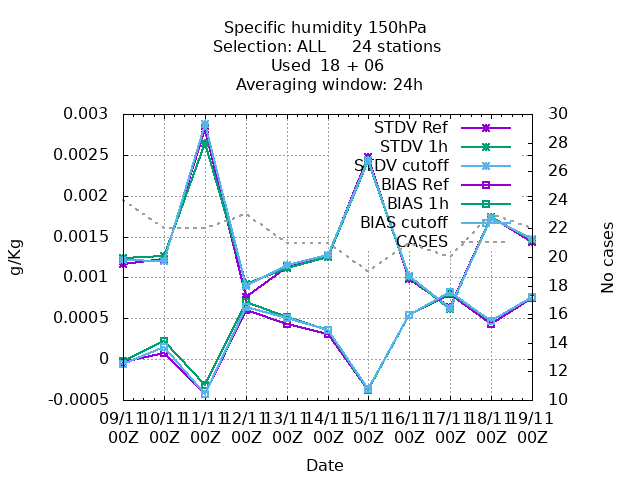 Specific humidity 150hPa
Selection: ALL 24 stations
Used 18 + 06
Averaging window: 24h
0.003
0.0025
0.002
0.0015
0.001
0.0005
0
-0.0005
g/Kg
30
28
26
24
22
20
18
16
14
12
10
No cases
STDV Ref
STDV 1h
STDV cutoff
BIAS Ref
BIAS 1h
BIAS cutoff
CASES
09/11 10/11 11/11 12/11 13/11 14/11 15/11 16/11 17/11 18/11 19/11
00Z 00Z 00Z 00Z 00Z 00Z 00Z 00Z 00Z 00Z 00Z
Date